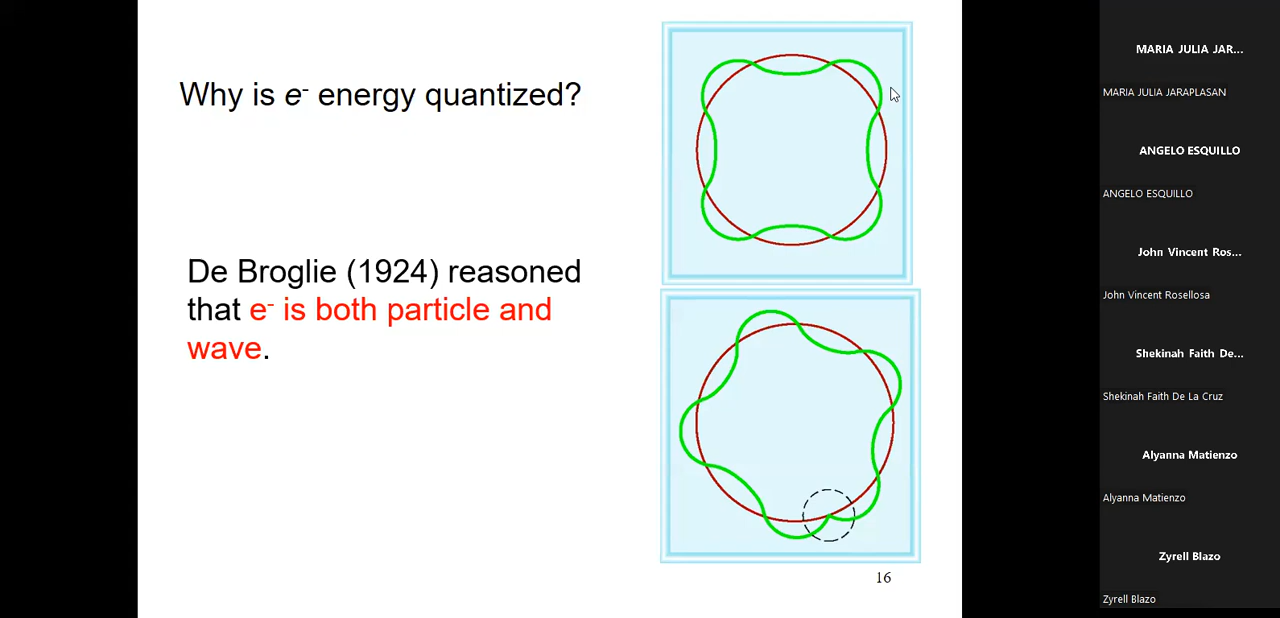 Why is e- energy quantized?
De Broglie (1924) reasoned
that e- is both particle and
wave.
16
MARIA JULIA JAR...
MARIA JULIA JARAPLASAN
ANGELO ESQUILLO
ANGELO ESQUILLO
John Vincent Ros...
John Vincent Rosellosa
Shekinah Faith De...
Shekinah Faith De La Cruz
Alyanna Matienzo
Alyanna Matienzo
Zyrell Blazo
Zyrell Blazo